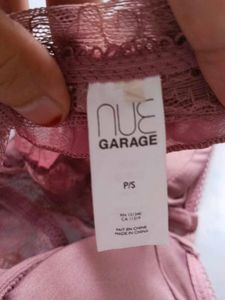 nue
GARAGE
P/S
FAIT EN CHINE
MADE IN CHINA